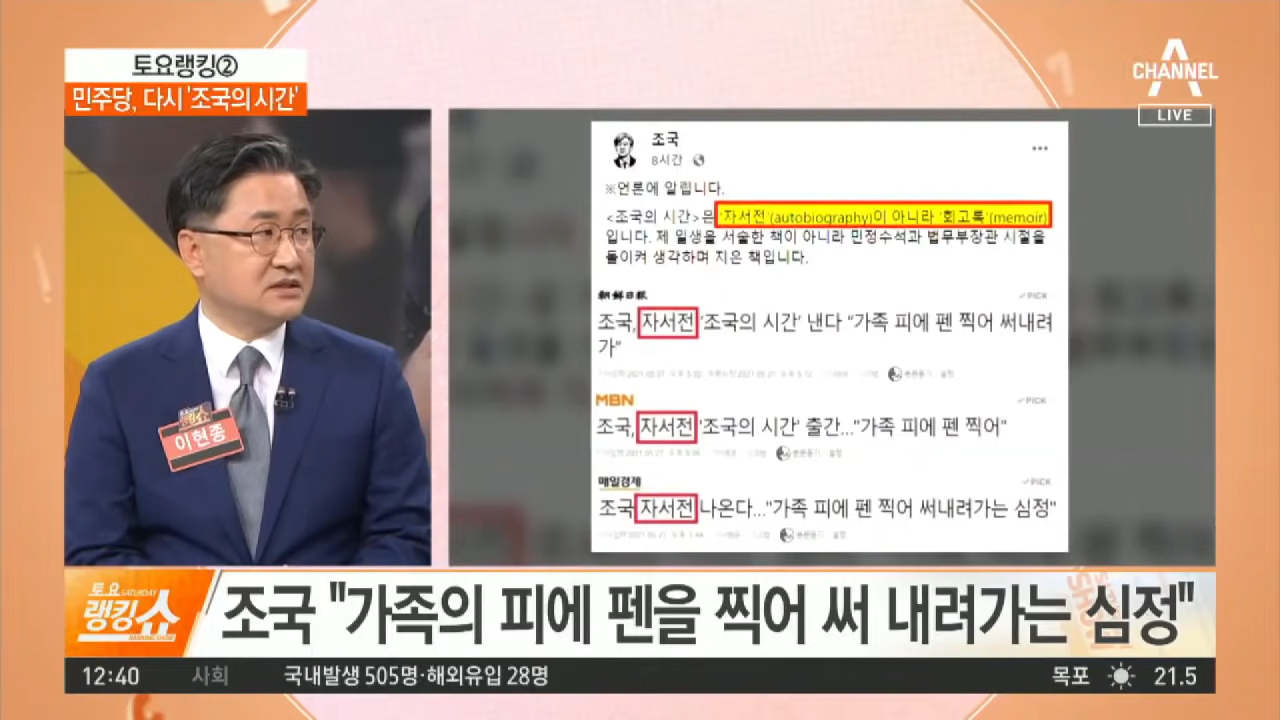 토요랭킹②
민주당, 다시 '조국의 시간'
CHANNEL A
LIVE
조국
8시간
※언론에 알립니다.
<조국의 시간>은 '자서전'(autobiography)이 아니라 '회고록'(memoir)
입니다. 제 일생을 서술한 책이 아니라 민정수석과 법무부장관 시절을
돌이켜 생각하며 지은 책입니다.
朝鮮日報 ✓PICK
조국, 자서전 '조국의 시간' 낸다 "가족 피에 펜 찍어 써내려
가"
MBN ✓PICK
조국, 자서전 '조국의 시간' 출간..."가족 피에 펜 찍어"
매일경제 ✓PICK
조국 자서전 나온다..."가족 피에 펜 찍어 써내려가는 심정"
이현종
토요 SATURDAY
랭킹쇼
RANKING SHOW
조국 "가족의 피에 펜을 찍어 써 내려가는 심정"
12:40 사회 국내발생 505명·해외유입 28명 목포 21.5